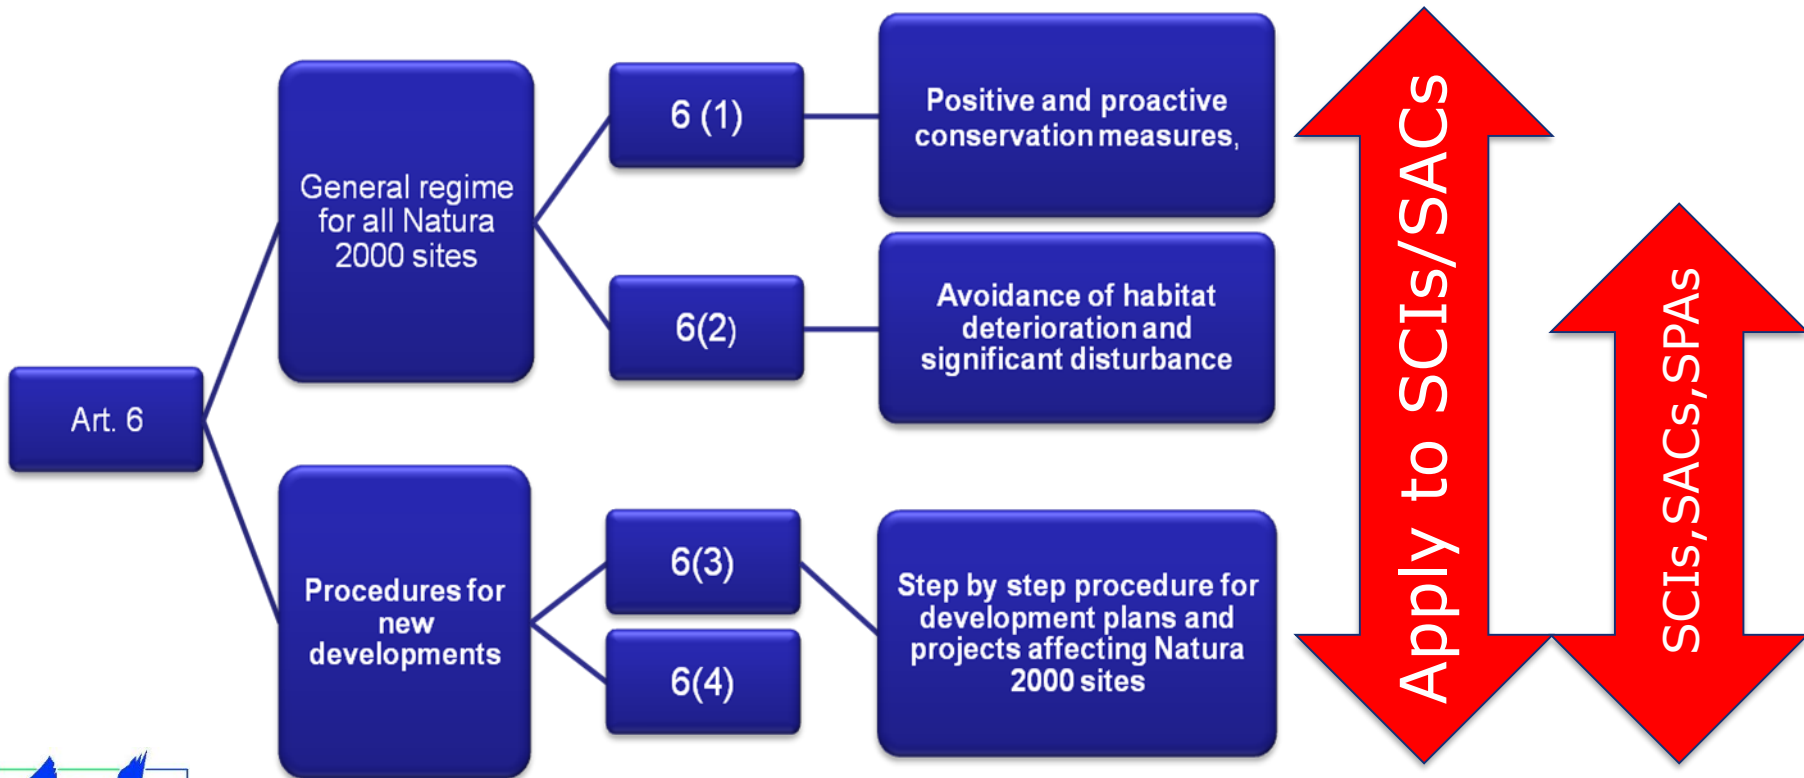 Art. 6
General regime
for all Natura
2000 sites
6 (1)
Positive and proactive
conservation measures,
6(2)
Avoidance of habitat
deterioration and
significant disturbance
Procedures for
new
developments
6(3)
6(4)
Step by step procedure for
development plans and
projects affecting Natura
2000 sites
Apply to SCIs/SACs
SCIs,SACs,SPAs